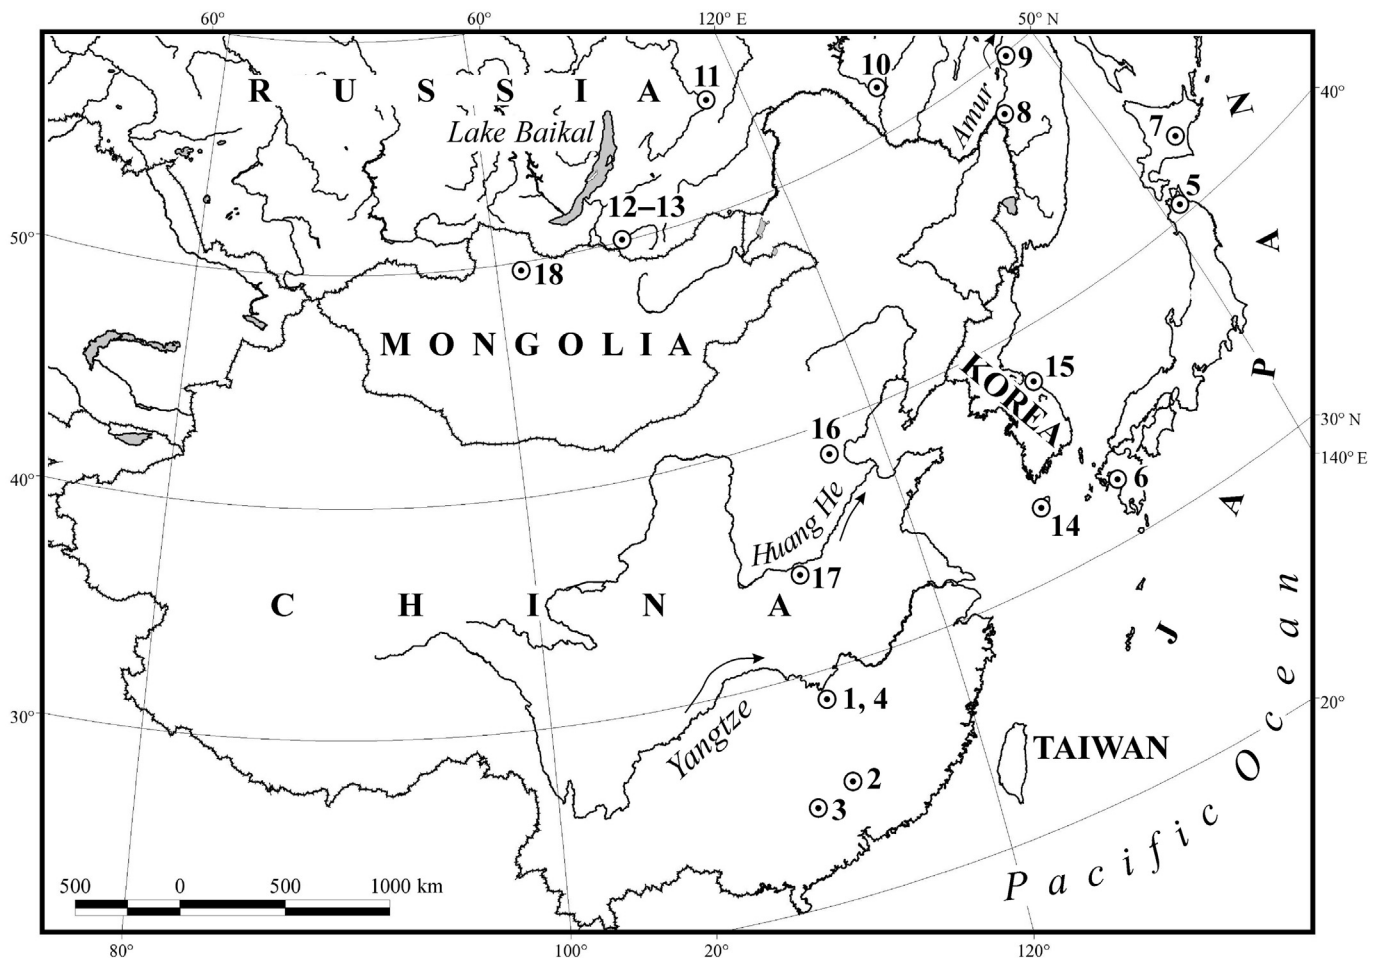 60° 60° 120° E 50° N
40°
RUSSIA
Lake Baikal
11
10
9
Amur
8
7
5
12–13
18
50°
MONGOLIA
KOREA
15
30° N
16
140° E
6
40°
Huang He
14
17
CHINA
JAPAN
1, 4
20°
30°
Yangtze
TAIWAN
2
3
Pacific Ocean
500 0 500 1000 km
80° 100° 20° 120°